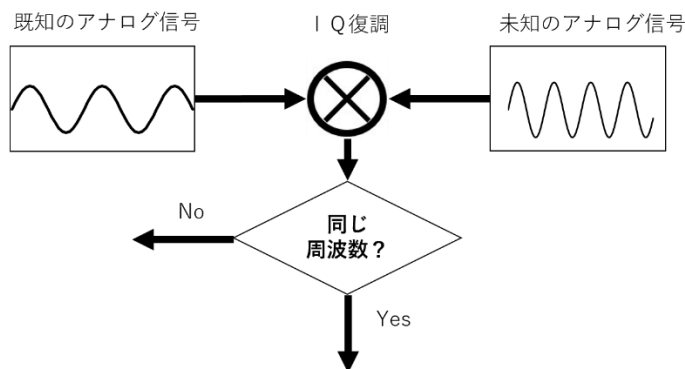 既知のアナログ信号
ＩＱ復調
未知のアナログ信号
No
同じ
周波数？
Yes